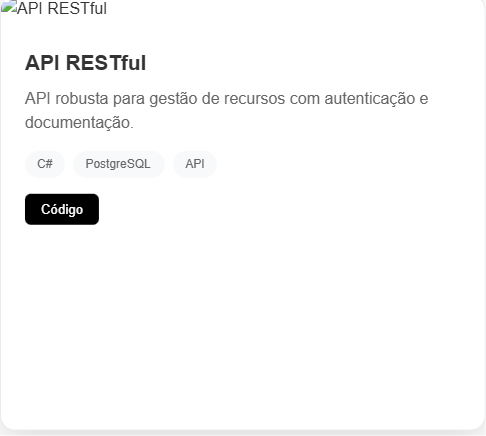 API RESTful
API RESTful
API robusta para gestão de recursos com autenticação e
documentação.
C# PostgreSQL API
Código